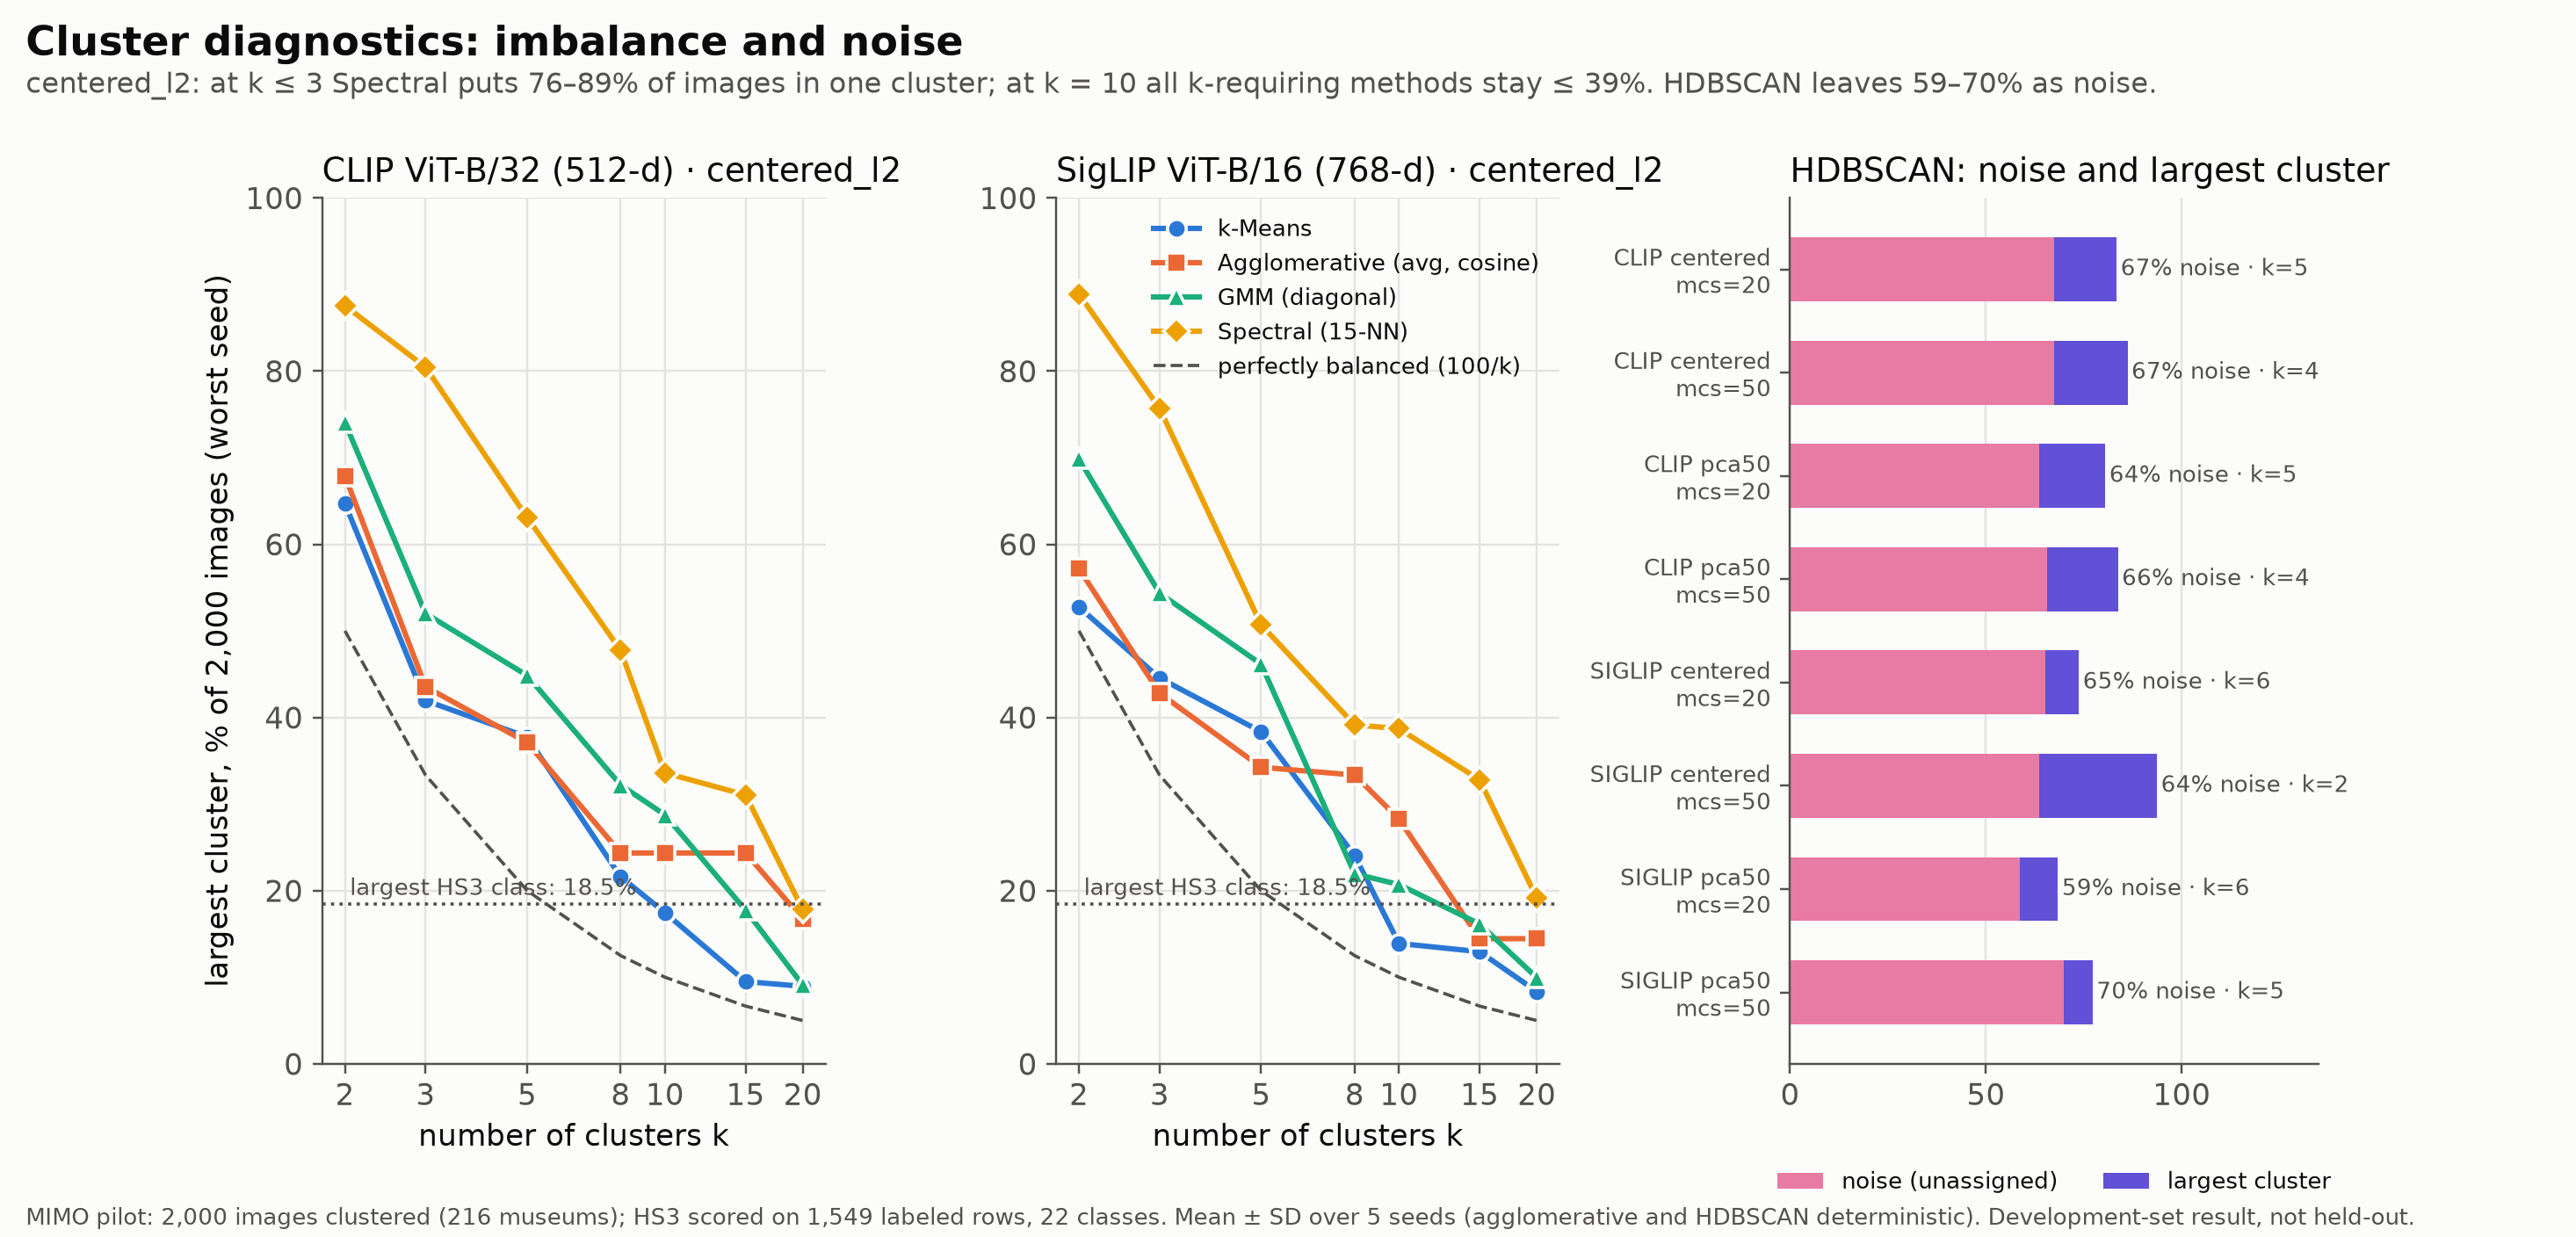 Cluster diagnostics: imbalance and noise
centered_l2: at k ≤ 3 Spectral puts 76–89% of images in one cluster; at k = 10 all k-requiring methods stay ≤ 39%. HDBSCAN leaves 59–70% as noise.
CLIP ViT-B/32 (512-d) · centered_l2
largest cluster, % of 2,000 images (worst seed)
100
80
60
40
20
0
largest HS3 class: 18.5%
2 3 5 8 10 15 20
number of clusters k
SigLIP ViT-B/16 (768-d) · centered_l2
100
80
60
40
20
0
k-Means
Agglomerative (avg, cosine)
GMM (diagonal)
Spectral (15-NN)
perfectly balanced (100/k)
largest HS3 class: 18.5%
2 3 5 8 10 15 20
number of clusters k
HDBSCAN: noise and largest cluster
CLIP centered
mcs=20
67% noise · k=5
CLIP centered
mcs=50
67% noise · k=4
CLIP pca50
mcs=20
64% noise · k=5
CLIP pca50
mcs=50
66% noise · k=4
SIGLIP centered
mcs=20
65% noise · k=6
SIGLIP centered
mcs=50
64% noise · k=2
SIGLIP pca50
mcs=20
59% noise · k=6
SIGLIP pca50
mcs=50
70% noise · k=5
0 50 100
noise (unassigned)
largest cluster
MIMO pilot: 2,000 images clustered (216 museums); HS3 scored on 1,549 labeled rows, 22 classes. Mean ± SD over 5 seeds (agglomerative and HDBSCAN deterministic). Development-set result, not held-out.